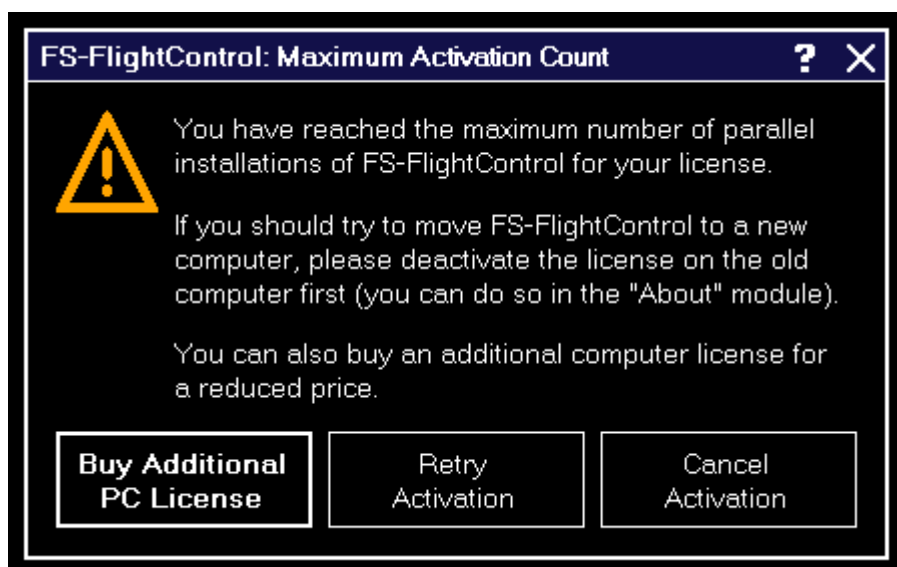 FS-FlightControl: Maximum Activation Count ? X
You have reached the maximum number of parallel
installations of FS-FlightControl for your license.
If you should try to move FS-FlightControl to a new
computer, please deactivate the license on the old
computer first (you can do so in the "About" module).
You can also buy an additional computer license for
a reduced price.
Buy Additional
PC License
Retry
Activation
Cancel
Activation